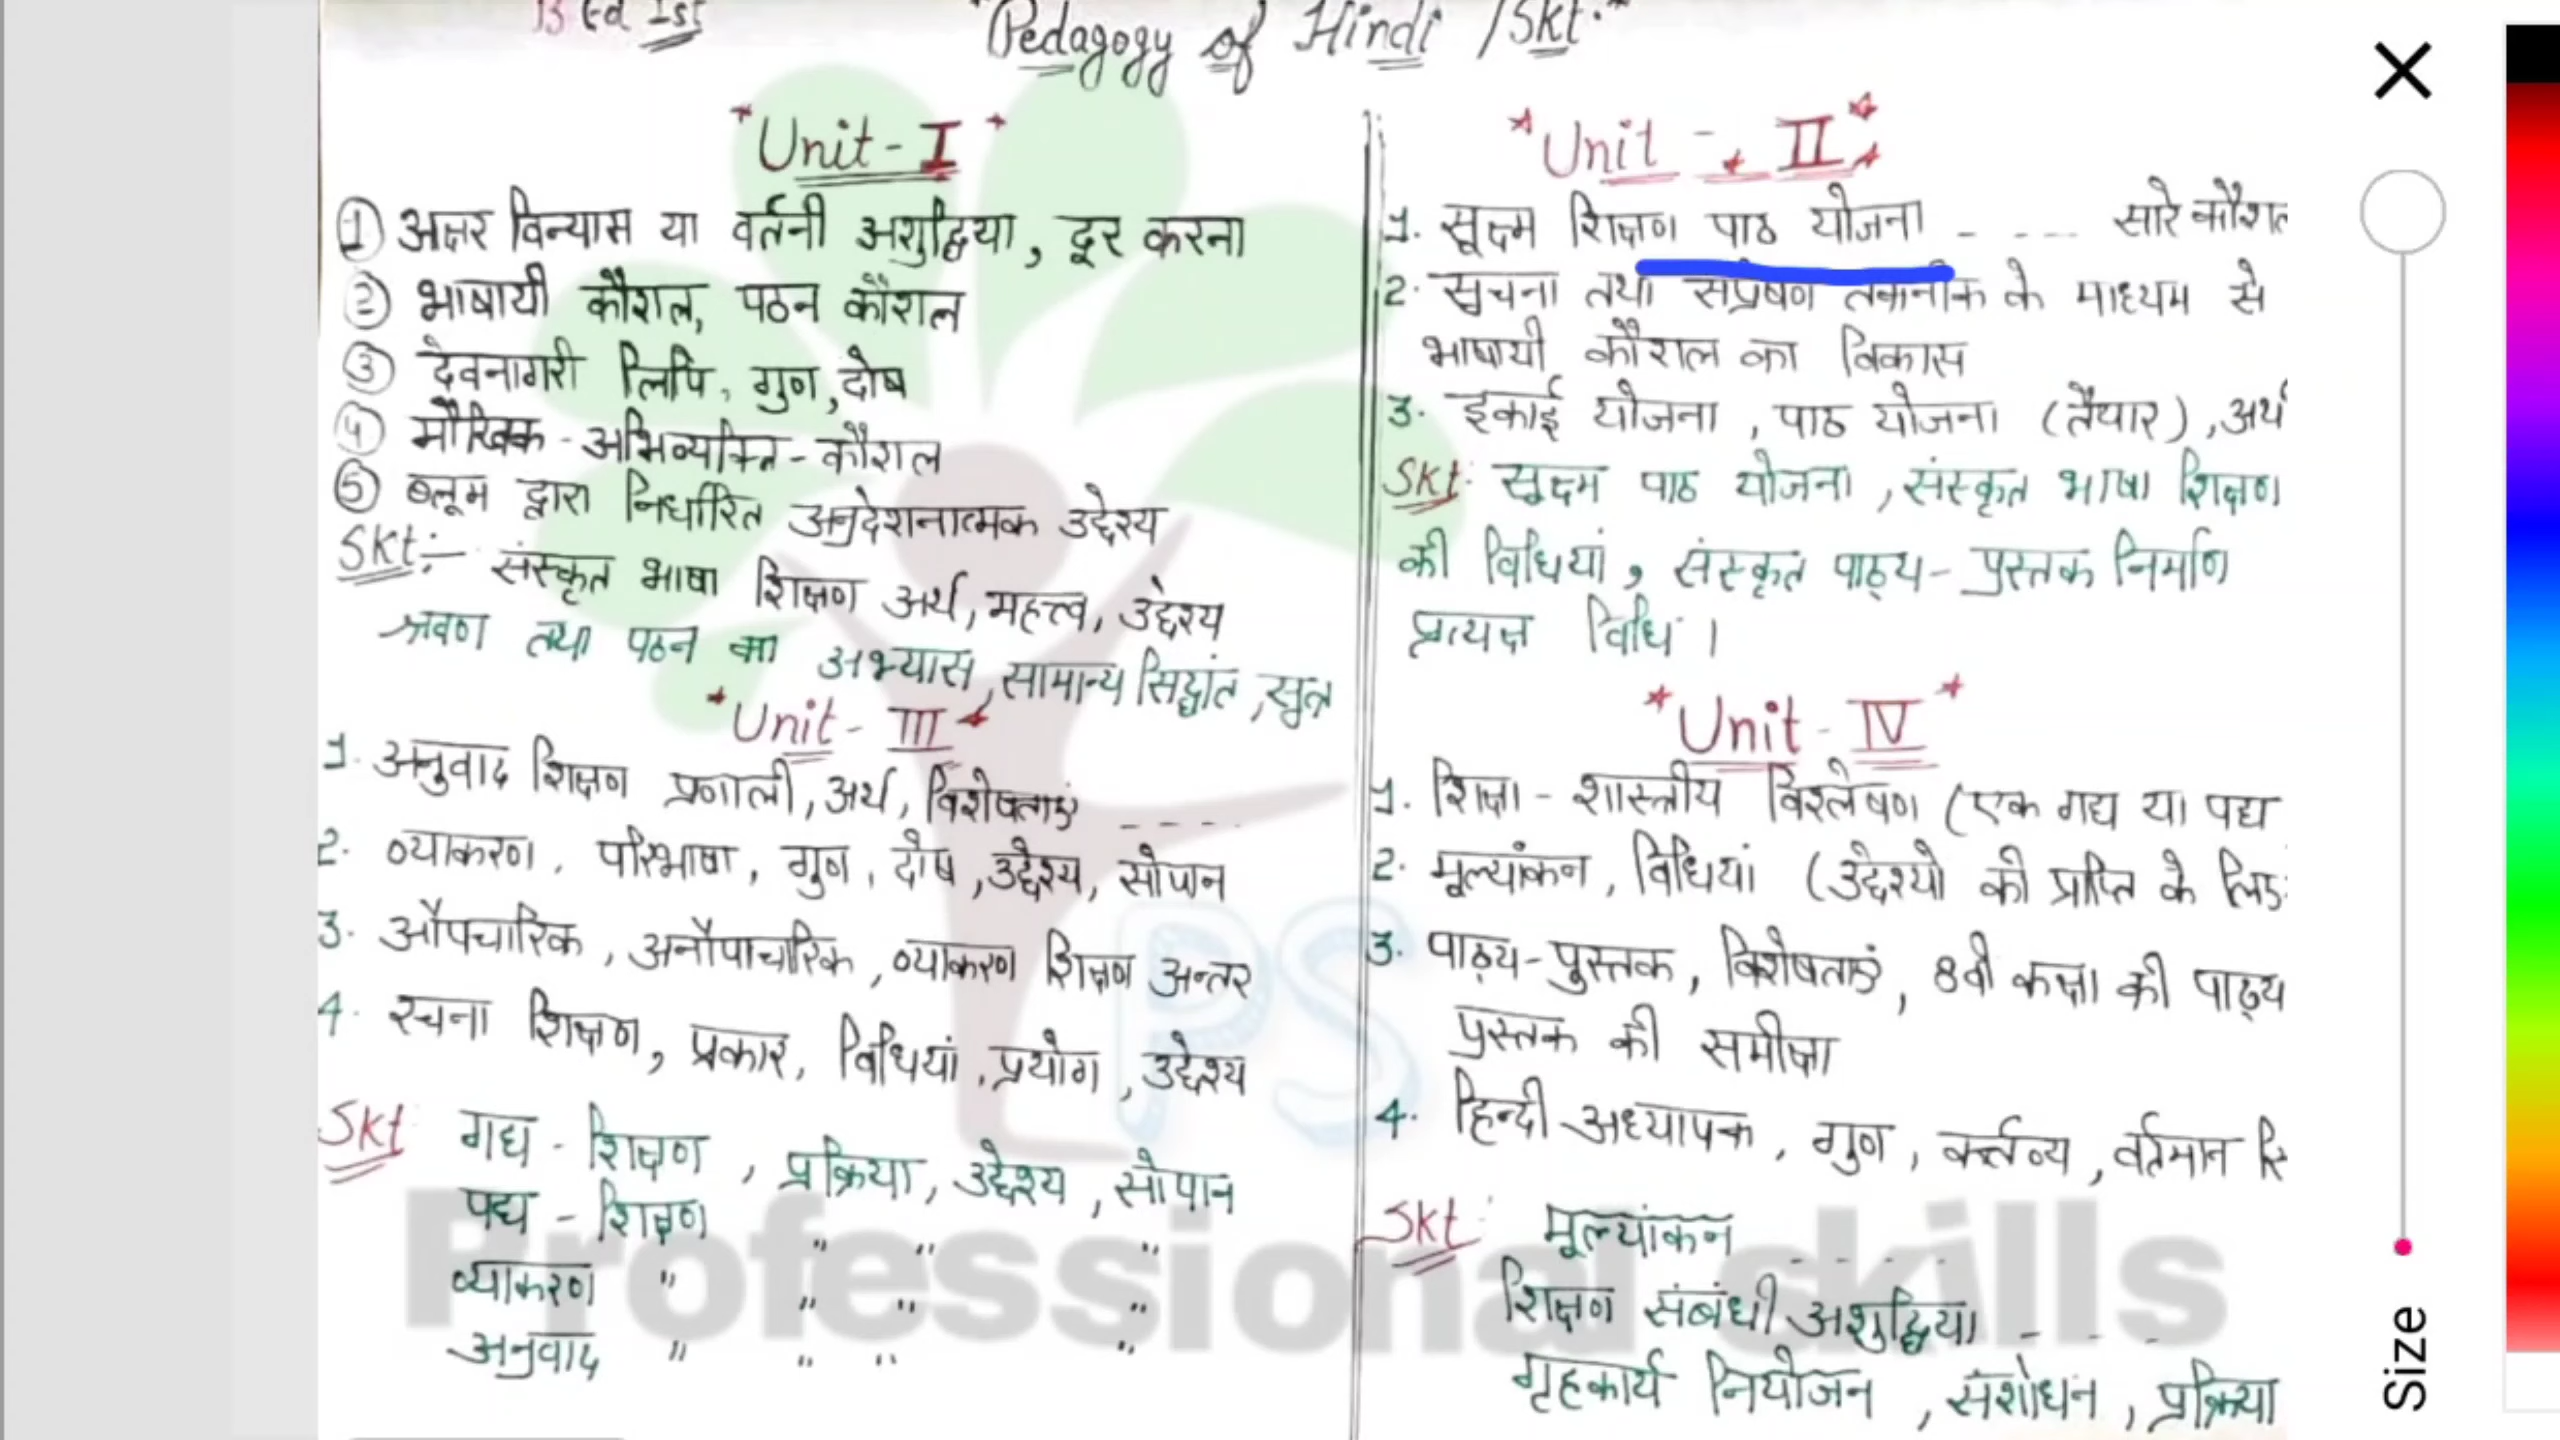 B Ed Ist
"Pedagogy of Hindi /Skt."
Unit - I
① अक्षर विन्यास या वर्तनी अशुद्धिया, दूर करना
② भाषायी कौशल, पठन कौशल
③ देवनागरी लिपि, गुण, दोष
④ मौखिक - अभिव्यक्ति - कौशल
⑤ ब्लूम द्वारा निर्धारित अनुदेशनात्मक उद्देश्य
Skt:- संस्कृत भाषा शिक्षण अर्थ, महत्त्व, उद्देश्य
श्रवण तथा पठन का अभ्यास, सामान्य सिद्धांत, सूत्र
Unit - III
1. अनुवाद शिक्षण प्रणाली, अर्थ, विशेषताएं ----
2. व्याकरण, परिभाषा, गुण, दोष, उद्देश्य, सोपान
3. औपचारिक, अनौपाचरिक, व्याकरण शिक्षण अन्तर
4. रचना शिक्षण, प्रकार, विधियां, प्रयोग, उद्देश्य
Skt गद्य - शिक्षण, प्रक्रिया, उद्देश्य, सोपान
पद्य - शिक्षण " " "
व्याकरण " " " "
अनुवाद " " " "
Unit - II
1. सूक्ष्म शिक्षण पाठ योजना - --- सारे कौशल
2. सुचना तथा संप्रेषण तकनीक के माध्यम से
भाषायी कौशल का विकास
3. इकाई योजना, पाठ योजना (तैयार), अर्थ
Skt: सूक्ष्म पाठ योजना, संस्कृत भाषा शिक्षण
की विधियां, संस्कृत पाठ्य - पुस्तक निर्माण
प्रत्यक्ष विधि।
Unit - IV
1. शिक्षा - शास्त्रीय विश्लेषण (एक गद्य या पद्य
2. मूल्यांकन, विधियां (उद्देश्यो की प्राप्ति के लिए
3. पाठ्य - पुस्तक, विशेषताएं, 8वी कक्षा की पाठ्य
पुस्तक की समीक्षा
4. हिन्दी अध्यापक, गुण, कर्त्तव्य, वर्तमान
Skt: मूल्यांकन -----
शिक्षण संबंधी अशुद्धिया - - -
गृहकार्य नियोजन, संशोधन, प्रक्रिया
PS
Professional skills
Size